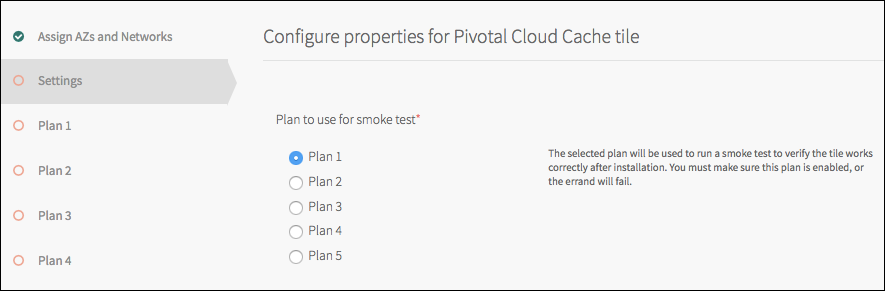 Assign AZs and Networks
Settings
Plan 1
Plan 2
Plan 3
Plan 4
Configure properties for Pivotal Cloud Cache tile
Plan to use for smoke test*
Plan 1
Plan 2
Plan 3
Plan 4
Plan 5
The selected plan will be used to run a smoke test to verify the tile works
correctly after installation. You must make sure this plan is enabled, or
the errand will fail.